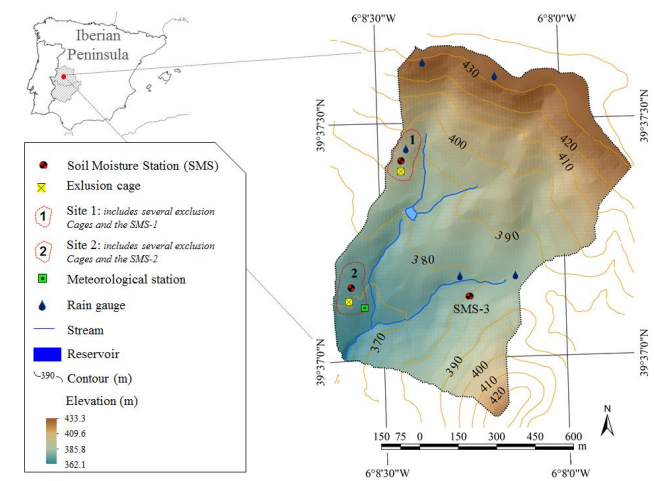 Iberian
Peninsula
Soil Moisture Station (SMS)
Exlusion cage
1
Site 1: includes several exclusion
Cages and the SMS-1
2
Site 2: includes several exclusion
Cages and the SMS-2
Meteorological station
Rain gauge
Stream
Reservoir
390
Contour (m)
Elevation (m)
433.3
409.6
385.8
362.1
6°8'30"W
6°8'0"W
39°37'30"N
39°37'30"N
430
1
400
420
410
390
380
2
SMS-3
370
39°37'0"N
39°37'0"N
390
400
410
420
N
150 75 0 150 300 450 600
m
6°8'30"W
6°8'0"W